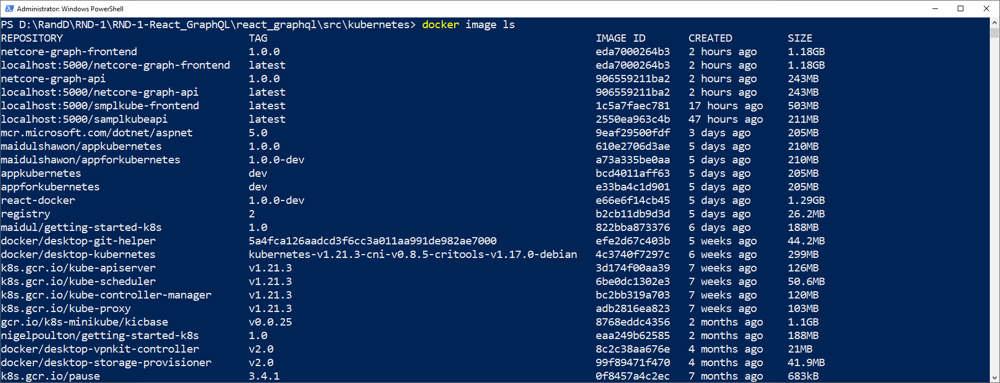 Administrator: Windows PowerShell
PS D:\RandD\RND-1\RND-1-React_GraphQL\react_graphql\src\kubernetes> docker image ls
REPOSITORY TAG IMAGE ID CREATED SIZE
netcore-graph-frontend 1.0.0 eda7000264b3 2 hours ago 1.18GB
localhost:5000/netcore-graph-frontend latest eda7000264b3 2 hours ago 1.18GB
netcore-graph-api 1.0.0 906559211ba2 2 hours ago 243MB
localhost:5000/netcore-graph-api latest 906559211ba2 2 hours ago 243MB
localhost:5000/smplkube-frontend latest 1c5a7faec781 17 hours ago 503MB
localhost:5000/samplkubeapi latest 2550ea963c4b 47 hours ago 211MB
mcr.microsoft.com/dotnet/aspnet 5.0 9eaf29500fdf 3 days ago 205MB
maidulshawon/appkubernetes 1.0.0 610e2706d3ae 5 days ago 210MB
maidulshawon/appforkubernetes 1.0.0-dev a73a335be0aa 5 days ago 210MB
appkubernetes dev bcd4011aff63 5 days ago 205MB
appforkubernetes dev e33ba4c1d901 5 days ago 205MB
react-docker 1.0.0-dev e66e6f14cb45 5 days ago 1.29GB
registry 2 b2cb11db9d3d 5 days ago 26.2MB
maidul/getting-started-k8s 1.0 822bba873376 6 days ago 188MB
docker/desktop-git-helper 5a4fca126aadcd3f6cc3a011aa991de982ae7000 efe2d67c403b 5 weeks ago 44.2MB
docker/desktop-kubernetes kubernetes-v1.21.3-cni-v0.8.5-critools-v1.17.0-debian 4c3740f7297c 6 weeks ago 299MB
k8s.gcr.io/kube-apiserver v1.21.3 3d174f00aa39 7 weeks ago 126MB
k8s.gcr.io/kube-scheduler v1.21.3 6be0dc1302e3 7 weeks ago 50.6MB
k8s.gcr.io/kube-controller-manager v1.21.3 bc2bb319a703 7 weeks ago 120MB
k8s.gcr.io/kube-proxy v1.21.3 adb2816ea823 7 weeks ago 103MB
gcr.io/k8s-minikube/kicbase v0.0.25 8768eddc4356 2 months ago 1.1GB
nigelpoulton/getting-started-k8s 1.0 eaa249b62585 2 months ago 188MB
docker/desktop-vpnkit-controller v2.0 8c2c38aa676e 4 months ago 21MB
docker/desktop-storage-provisioner v2.0 99f89471f470 4 months ago 41.9MB
k8s.gcr.io/pause 3.4.1 0f8457a4c2ec 7 months ago 683kB